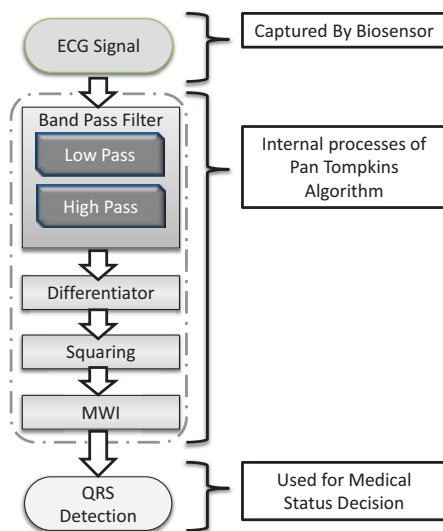 ECG Signal
Captured By Biosensor
Band Pass Filter
Low Pass
High Pass
Internal processes of
Pan Tompkins
Algorithm
Differentiator
Squaring
MWI
QRS
Detection
Used for Medical
Status Decision